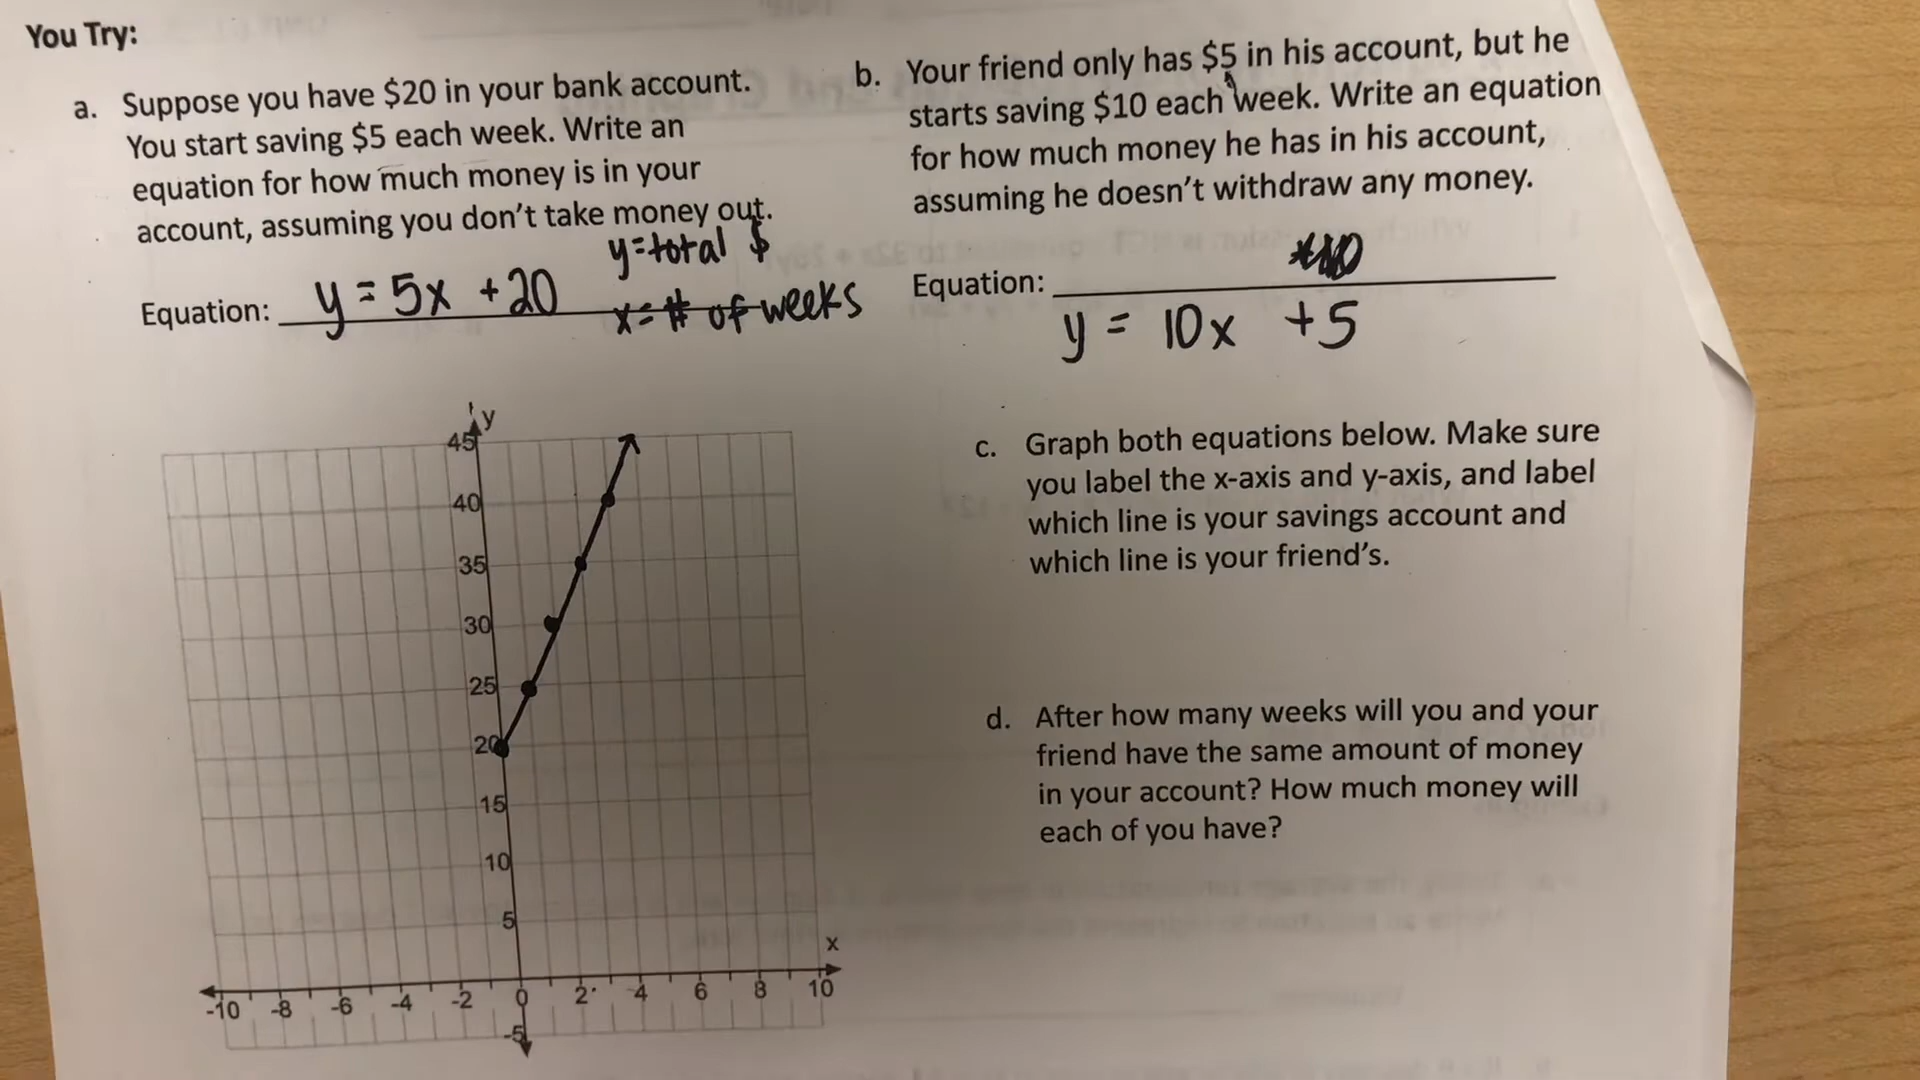 You Try:
a. Suppose you have $20 in your bank account.
You start saving $5 each week. Write an
equation for how much money is in your
account, assuming you don't take money out.
y=total $
Equation: y = 5x +20
x=# of weeks
b. Your friend only has $5 in his account, but he
starts saving $10 each week. Write an equation
for how much money he has in his account,
assuming he doesn't withdraw any money.
Equation:
y = 10x +5
y
45
40
35
30
25
20
15
10
5
x
-10 -8 -6 -4 -2 0 2 4 6 8 10
-5
c. Graph both equations below. Make sure
you label the x-axis and y-axis, and label
which line is your savings account and
which line is your friend's.
d. After how many weeks will you and your
friend have the same amount of money
in your account? How much money will
each of you have?